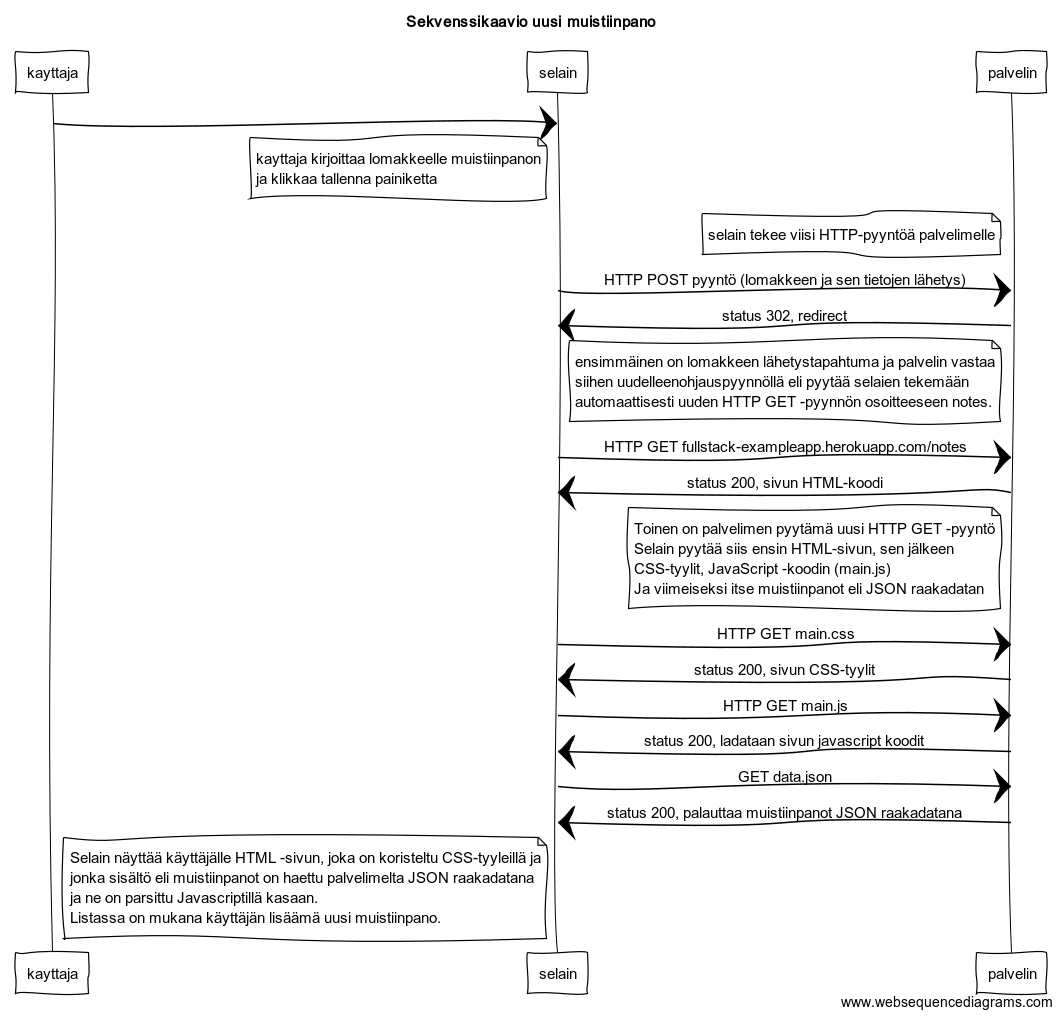 Sekvenssikaavio uusi muistiinpano
kayttaja
selain
palvelin
kayttaja kirjoittaa lomakkeelle muistiinpanon
ja klikkaa tallenna painiketta
selain tekee viisi HTTP-pyyntöä palvelimelle
HTTP POST pyyntö (lomakkeen ja sen tietojen lähetys)
status 302, redirect
ensimmäinen on lomakkeen lähetystapahtuma ja palvelin vastaa
siihen uudelleenohjauspyynnöllä eli pyytää selaien tekemään
automaattisesti uuden HTTP GET -pyynnön osoitteeseen notes.
HTTP GET fullstack-exampleapp.herokuapp.com/notes
status 200, sivun HTML-koodi
Toinen on palvelimen pyytämä uusi HTTP GET -pyyntö
Selain pyytää siis ensin HTML-sivun, sen jälkeen
CSS-tyylit, JavaScript -koodin (main.js)
Ja viimeiseksi itse muistiinpanot eli JSON raakadatan
HTTP GET main.css
status 200, sivun CSS-tyylit
HTTP GET main.js
status 200, ladataan sivun javascript koodit
GET data.json
status 200, palauttaa muistiinpanot JSON raakadatana
Selain näyttää käyttäjälle HTML -sivun, joka on koristeltu CSS-tyyleillä ja
jonka sisältö eli muistiinpanot on haettu palvelimelta JSON raakadatana
ja ne on parsittu Javascriptillä kasaan.
Listassa on mukana käyttäjän lisäämä uusi muistiinpano.
kayttaja
selain
palvelin
www.websequencediagrams.com